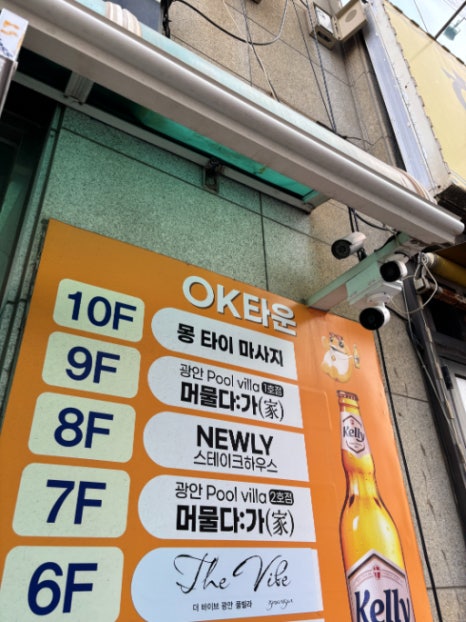 OK타운
10F
몽 타이 마사지
9F
광안 Pool villa 1호점
머물다:가(家)
8F
NEWLY
스테이크하우스
7F
광안 Pool villa 2호점
머물다:가(家)
6F
The Vibe
더 바이브 광안 풀빌라
Kelly
Kelly